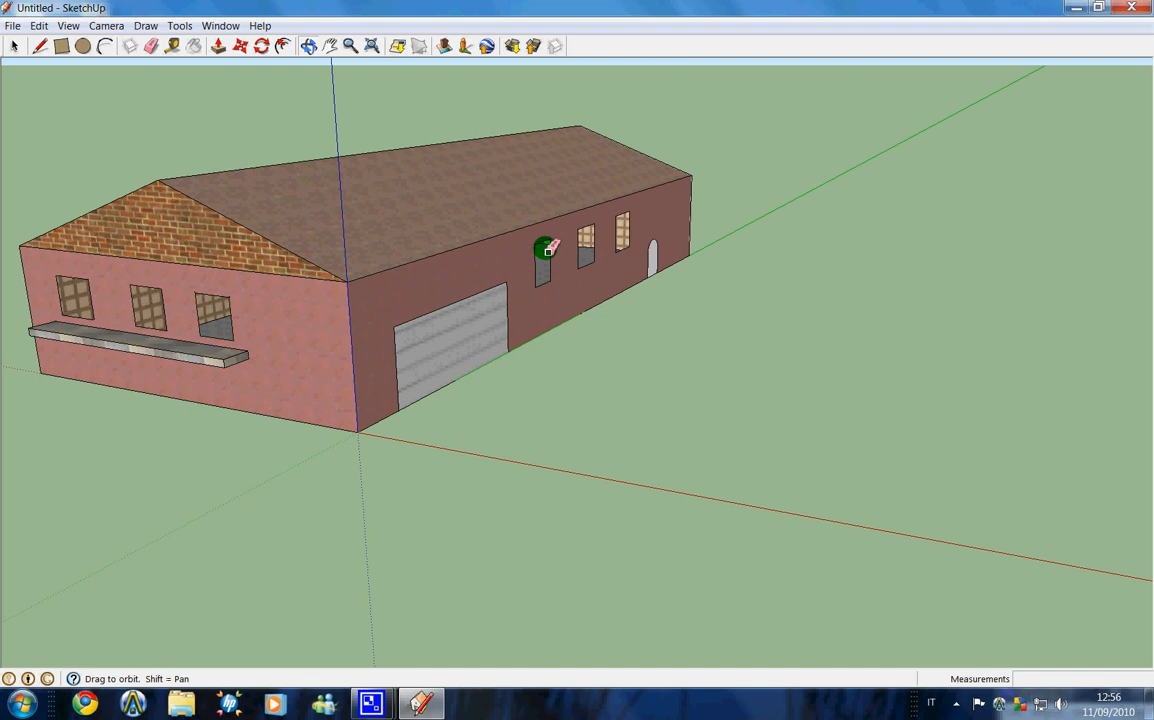 Untitled - SketchUp
File Edit View Camera Draw Tools Window Help
Drag to orbit. Shift = Pan
Measurements
IT
12:56
11/09/2010
hp